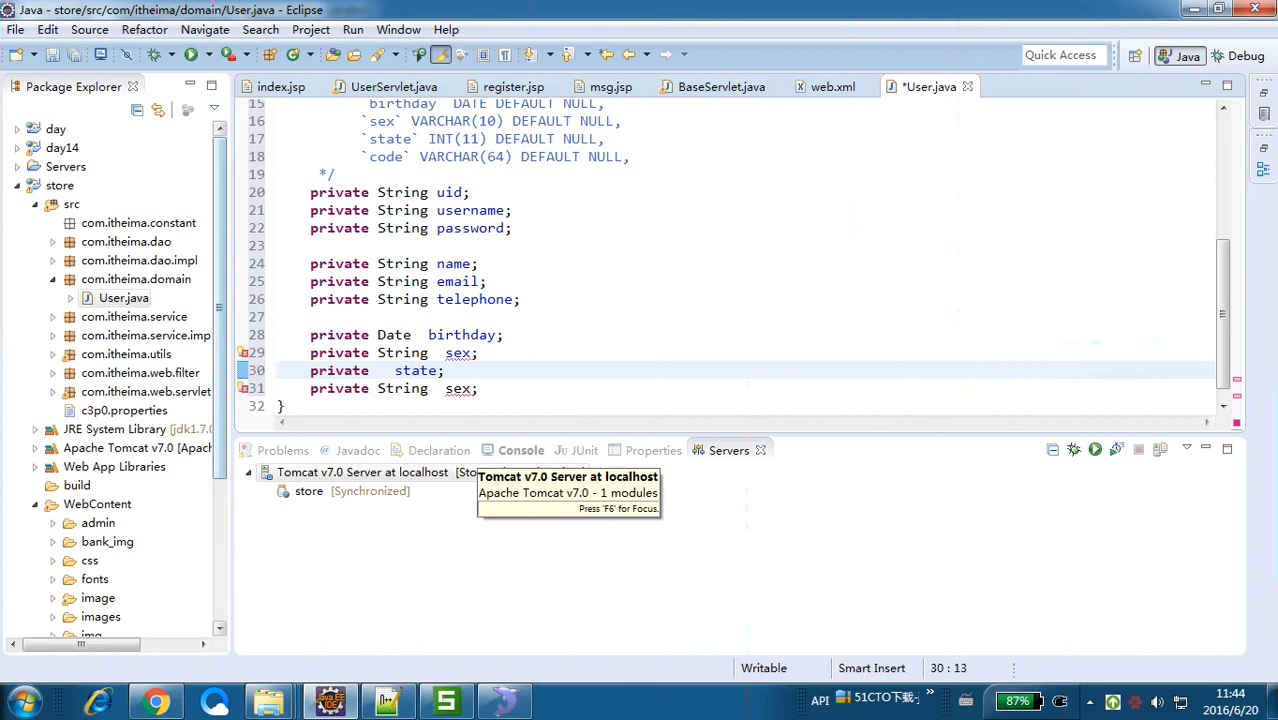 Java - store/src/com/itheima/domain/User.java - Eclipse
File Edit Source Refactor Navigate Search Project Run Window Help
Quick Access Java Debug
Package Explorer
index.jsp UserServlet.java register.jsp msg.jsp BaseServlet.java web.xml *User.java
day
day14
Servers
store
src
com.itheima.constant
com.itheima.dao
com.itheima.dao.impl
com.itheima.domain
User.java
com.itheima.service
com.itheima.service.imp
com.itheima.utils
com.itheima.web.filter
com.itheima.web.servlet
c3p0.properties
JRE System Library [jdk1.7.0
Apache Tomcat v7.0 [Apac
Web App Libraries
build
WebContent
admin
bank_img
css
fonts
image
images
img
15 birthday DATE DEFAULT NULL,
16 `sex` VARCHAR(10) DEFAULT NULL,
17 `state` INT(11) DEFAULT NULL,
18 `code` VARCHAR(64) DEFAULT NULL,
19 */
20 private String uid;
21 private String username;
22 private String password;
23
24 private String name;
25 private String email;
26 private String telephone;
27
28 private Date birthday;
29 private String sex;
30 private state;
31 private String sex;
32 }
Problems Javadoc Declaration Console JUnit Properties Servers
Tomcat v7.0 Server at localhost [Sto
store [Synchronized]
Tomcat v7.0 Server at localhost
Apache Tomcat v7.0 - 1 modules
Press 'F6' for Focus.
Writable Smart Insert 30 : 13
API 51CTO下载- » 87%
11:44
2016/6/20